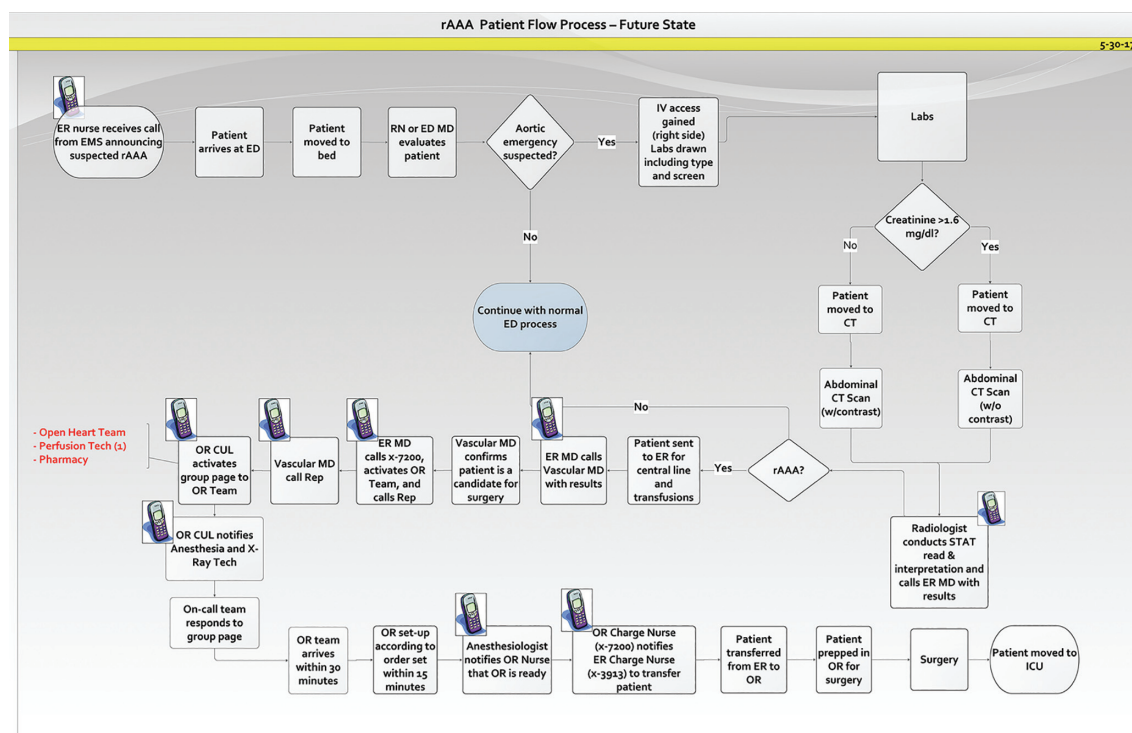 rAAA Patient Flow Process – Future State
5-30-17
ER nurse receives call
from EMS announcing
suspected rAAA
Patient
arrives at ED
Patient
moved to
bed
RN or ED MD
evaluates
patient
Aortic
emergency
suspected?
Yes
IV access
gained
(right side)
Labs drawn
including type
and screen
Labs
No
Creatinine >1.6
mg/dl?
No
Yes
Continue with normal
ED process
Patient
moved to
CT
Patient
moved to
CT
Abdominal
CT Scan
(w/contrast)
Abdominal
CT Scan
(w/o
contrast)
- Open Heart Team
- Perfusion Tech (1)
- Pharmacy
OR CUL
activates
group page to
OR Team
Vascular MD
call Rep
ER MD
calls x-7200,
activates OR
Team, and
calls Rep
Vascular MD
confirms
patient is a
candidate for
surgery
ER MD calls
Vascular MD
with results
No
Patient sent
to ER for
central line
and
transfusions
Yes
rAAA?
OR CUL notifies
Anesthesia and X-
Ray Tech
Radiologist
conducts STAT
read &
interpretation and
calls ER MD with
results
On-call team
responds to
group page
OR team
arrives
within 30
minutes
OR set-up
according to
order set
within 15
minutes
Anesthesiologist
notifies OR Nurse
that OR is ready
OR Charge Nurse
(x-7200) notifies
ER Charge Nurse
(x-3913) to transfer
patient
Patient
transferred
from ER to
OR
Patient
prepped in
OR for
surgery
Surgery
Patient moved to
ICU